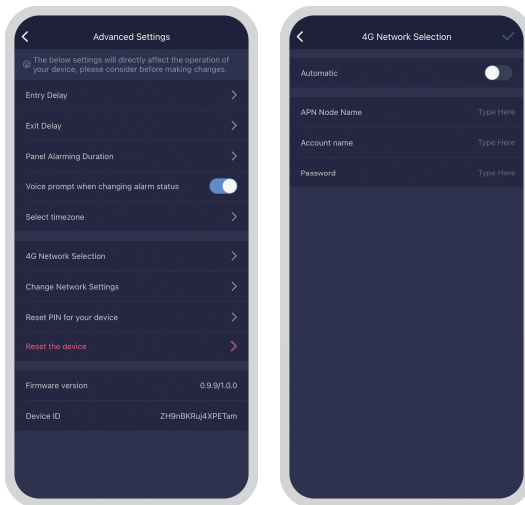 Advanced Settings
The below settings will directly affect the operation of
your device, please consider before making changes.
Entry Delay
Exit Delay
Panel Alarming Duration
Voice prompt when changing alarm status
Select timezone
4G Network Selection
Change Network Settings
Reset PIN for your device
Reset the device
Firmware version 0.9.9/1.0.0
Device ID ZH9nBKRuj4XPETam
4G Network Selection
Automatic
APN Node Name Type Here
Account name Type Here
Password Type Here